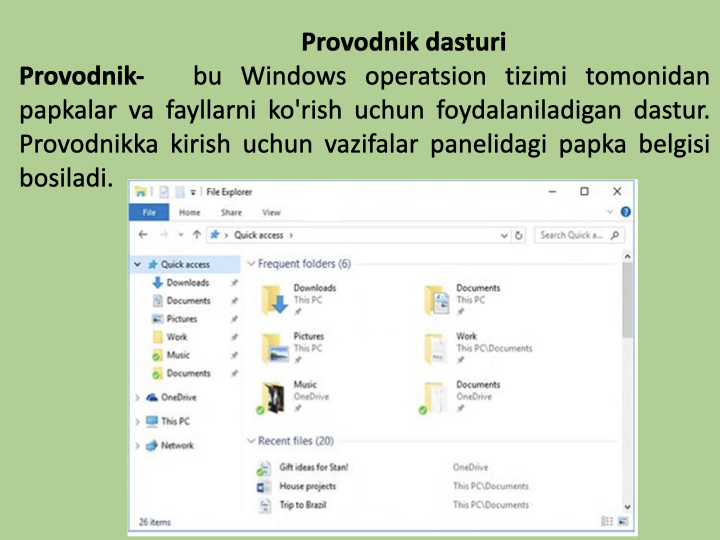 Provodnik dasturi
Provodnik- bu Windows operatsion tizimi tomonidan
papkalar va fayllarni ko'rish uchun foydalaniladigan dastur.
Provodnikka kirish uchun vazifalar panelidagi papka belgisi
bosiladi.
File Explorer
File Home Share View
Quick access
Search Quick a...
Quick access
Downloads
Documents
Pictures
Work
Music
Documents
OneDrive
This PC
Network
Frequent folders (6)
Downloads
This PC
Documents
This PC
Pictures
This PC
Work
This PC\Documents
Music
OneDrive
Documents
OneDrive
Recent files (20)
Gift ideas for Stan! OneDrive
House projects This PC\Documents
Trip to Brazil This PC\Documents
26 items